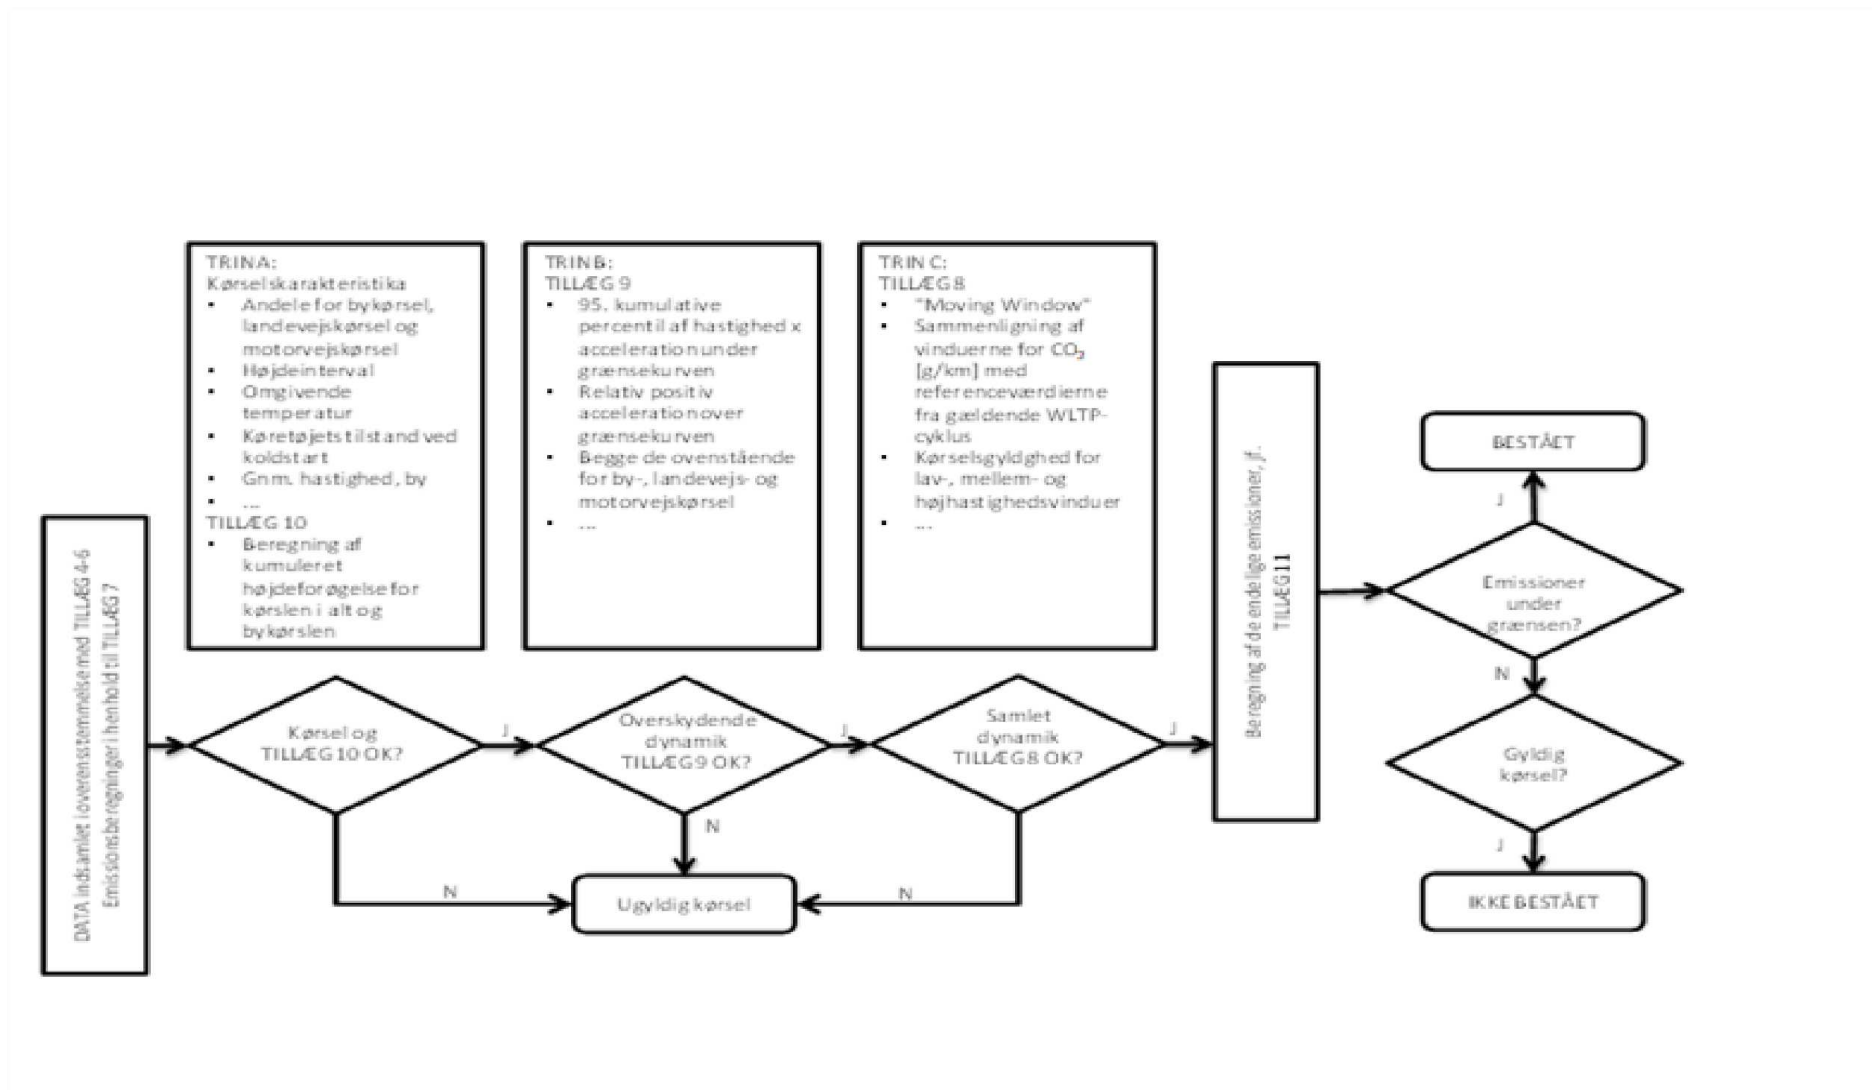 TRIN A:
Kørselskarakteristika
▪ Andele for bykørsel,
landevejskørsel og
motorvejskørsel
▪ Højdeinterval
▪ Omgivende
temperatur
▪ Køretøjets tilstand ved
koldstart
▪ Gnm. hastighed, by
▪ ...
TILLÆG 10
▪ Beregning af
kumuleret
højdeforøgelse for
kørslen i alt og
bykørslen
TRIN B:
TILLÆG 9
▪ 95. kumulative
percentil af hastighed x
acceleration under
grænsekurven
▪ Relativ positiv
acceleration over
grænsekurven
▪ Begge de ovenstående
for by-, landevejs- og
motorvejskørsel
▪ ...
TRIN C:
TILLÆG 8
▪ "Moving Window"
▪ Sammenligning af
vinduerne for CO₂
[g/km] med
referenceværdierne
fra gældende WLTP-
cyklus
▪ Kørselsgyldghed for
lav-, mellem- og
højhastighedsvinduer
▪ ...
DATA indsamlet i overensstemmelse med TILLÆG 4-6
Emissionsberegninger i henhold til TILLÆG 7
Kørsel og
TILLÆG 10 OK?
J
N
Overskydende
dynamik
TILLÆG 9 OK?
J
N
Samlet
dynamik
TILLÆG 8 OK?
J
N
Ugyldig kørsel
Beregning af de endelige emissioner, jf.
TILLÆG 11
BESTÅET
J
Emissioner
under
grænsen?
N
Gyldig
kørsel?
J
IKKE BESTÅET